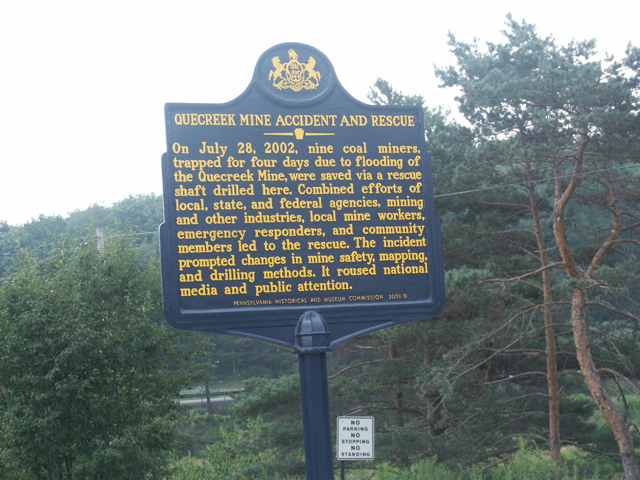 QUECREEK MINE ACCIDENT AND RESCUE
On July 28, 2002, nine coal miners,
trapped for four days due to flooding of
the Quecreek Mine, were saved via a rescue
shaft drilled here. Combined efforts of
local, state, and federal agencies, mining
and other industries, local mine workers,
emergency responders, and community
members led to the rescue. The incident
prompted changes in mine safety, mapping,
and drilling methods. It roused national
media and public attention.
PENNSYLVANIA HISTORICAL AND MUSEUM COMMISSION 2006 ©
NO
PARKING
NO
STOPPING
NO
STANDING